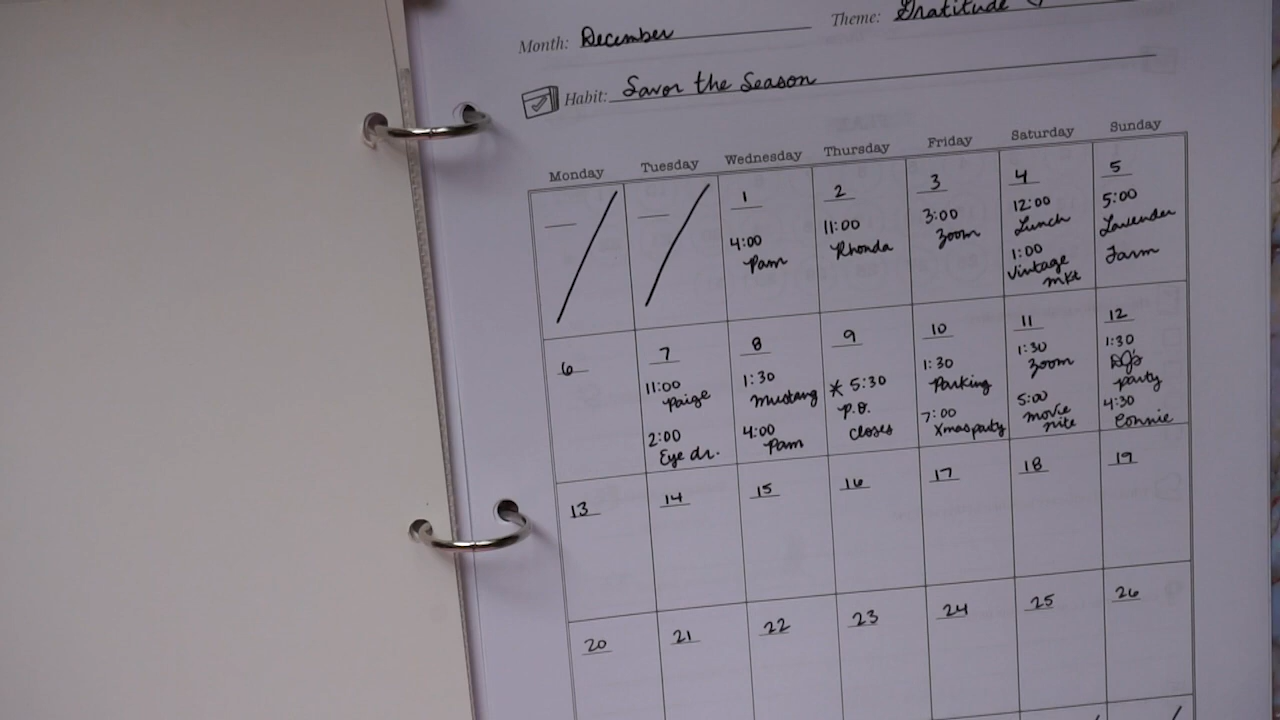 Month: December Theme: Gratitude
Habit: Savor the Season
Monday Tuesday Wednesday Thursday Friday Saturday Sunday
1
4:00
Pam
2
11:00
Rhonda
3
3:00
Zoom
4
12:00
Lunch
1:00
Vintage
mkt
5
5:00
Lavender
Farm
6
7
11:00
Paige
2:00
Eye dr.
8
1:30
Mustang
4:00
Pam
9
* 5:30
P.O.
Closes
10
1:30
Parking
7:00
Xmas party
11
1:30
Zoom
5:00
movie
nite
12
1:30
DJ's
party
4:30
Connie
13 14 15 16 17 18 19
20 21 22 23 24 25 26